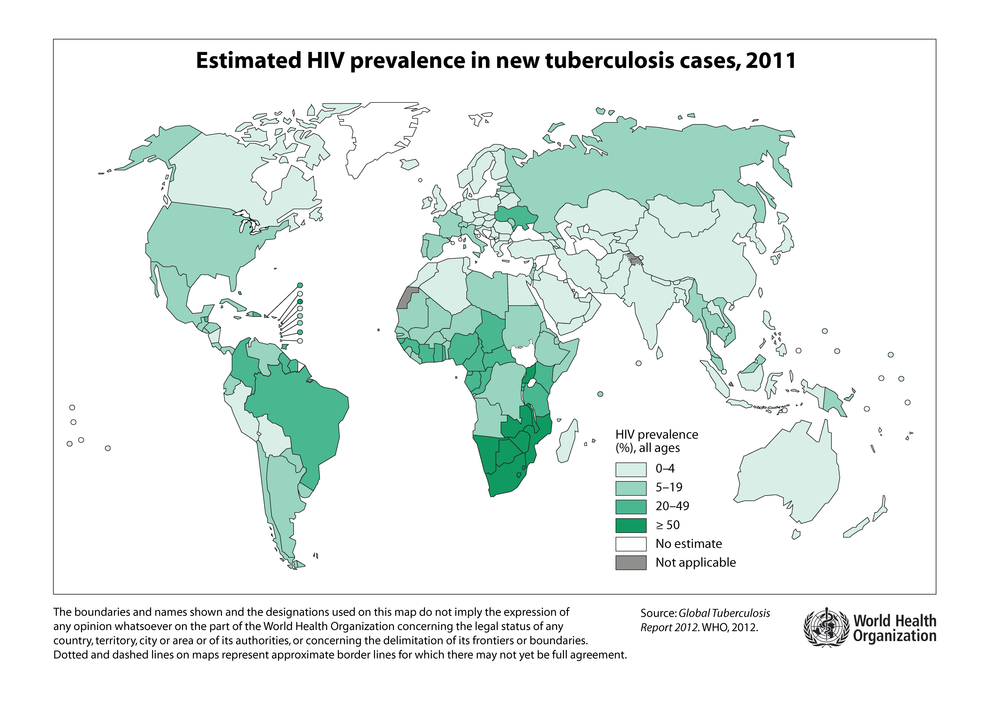 Estimated HIV prevalence in new tuberculosis cases, 2011
HIV prevalence
(%), all ages
0–4
5–19
20–49
≥ 50
No estimate
Not applicable
The boundaries and names shown and the designations used on this map do not imply the expression of
any opinion whatsoever on the part of the World Health Organization concerning the legal status of any
country, territory, city or area or of its authorities, or concerning the delimitation of its frontiers or boundaries.
Dotted and dashed lines on maps represent approximate border lines for which there may not yet be full agreement.
Source: Global Tuberculosis
Report 2012. WHO, 2012.
World Health
Organization